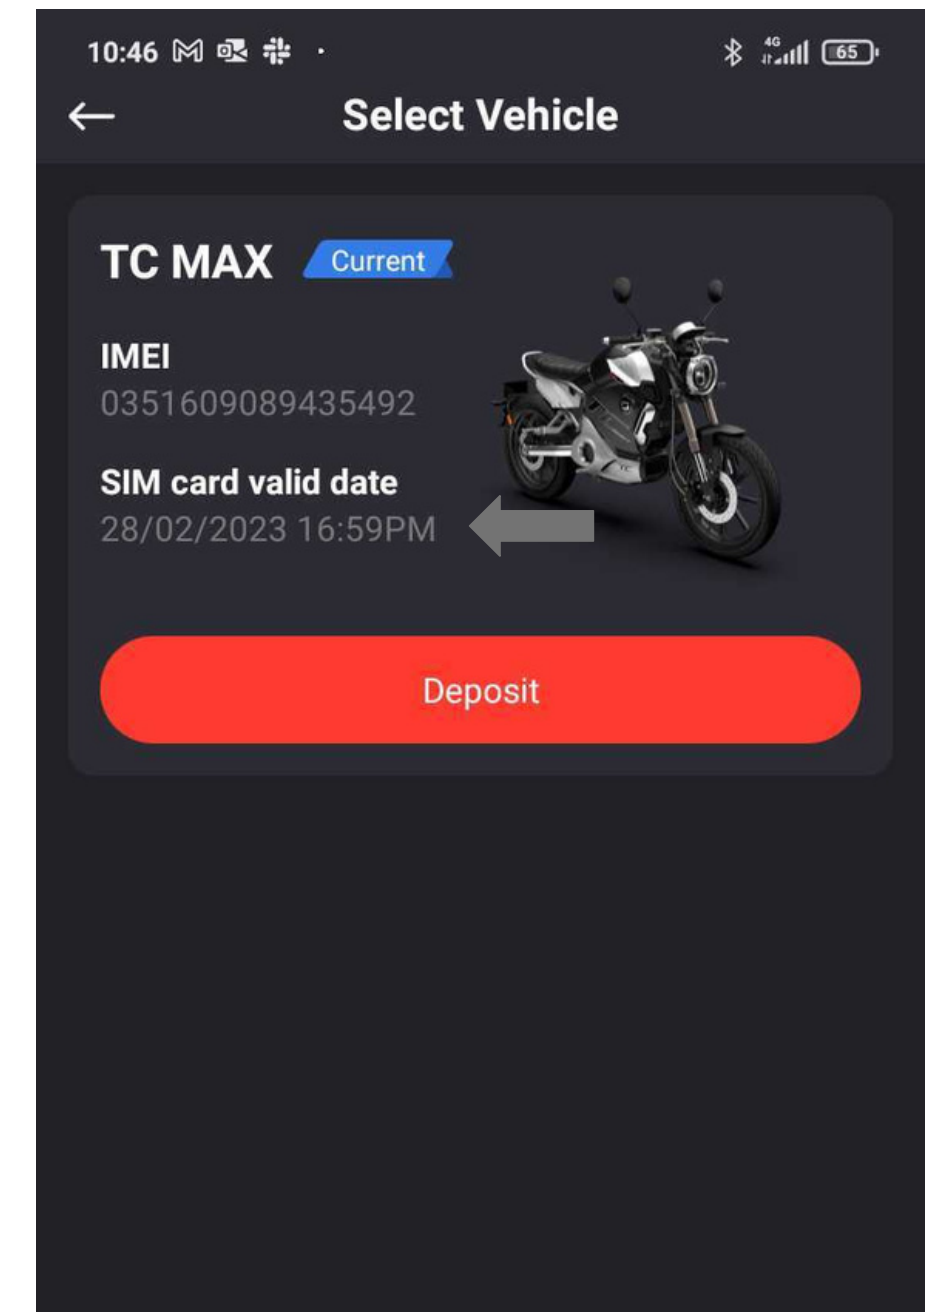 10:46
4G
65
Select Vehicle
TC MAX Current
IMEI
0351609089435492
SIM card valid date
28/02/2023 16:59PM
Deposit